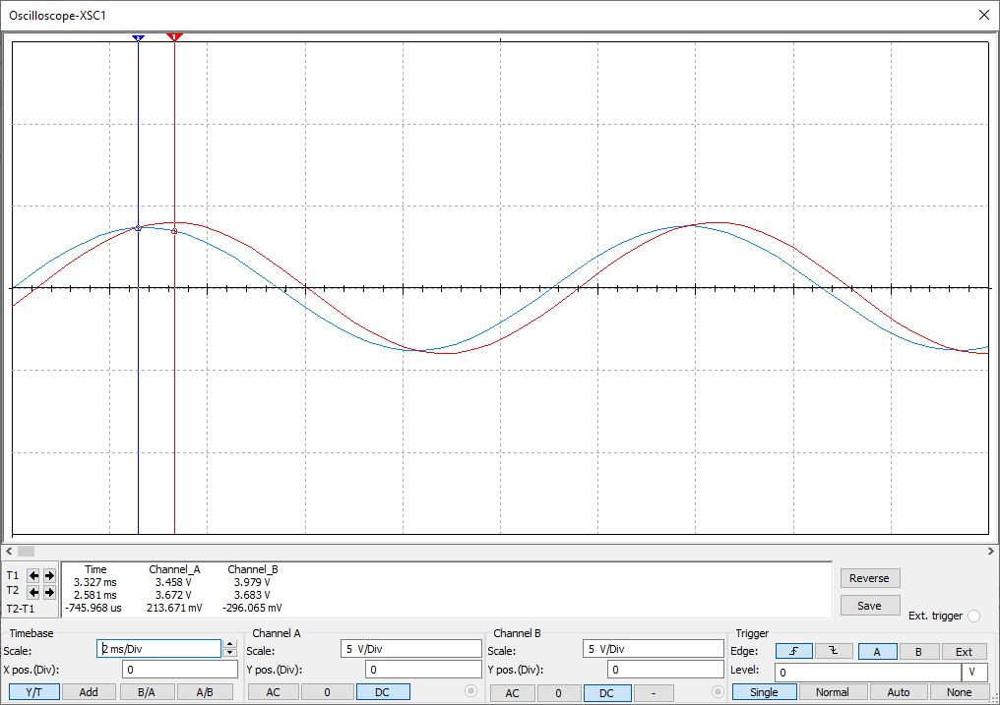 Oscilloscope-XSC1
2 1
Time Channel_A Channel_B
T1 3.327 ms 3.458 V 3.979 V
T2 2.581 ms 3.672 V 3.683 V
T2-T1 -745.968 us 213.671 mV -296.065 mV
Reverse
Save
Ext. trigger
Timebase
Scale: 2 ms/Div
X pos.(Div): 0
Y/T Add B/A A/B
Channel A
Scale: 5 V/Div
Y pos.(Div): 0
AC 0 DC
Channel B
Scale: 5 V/Div
Y pos.(Div): 0
AC 0 DC -
Trigger
Edge: A B Ext
Level: 0 V
Single Normal Auto None